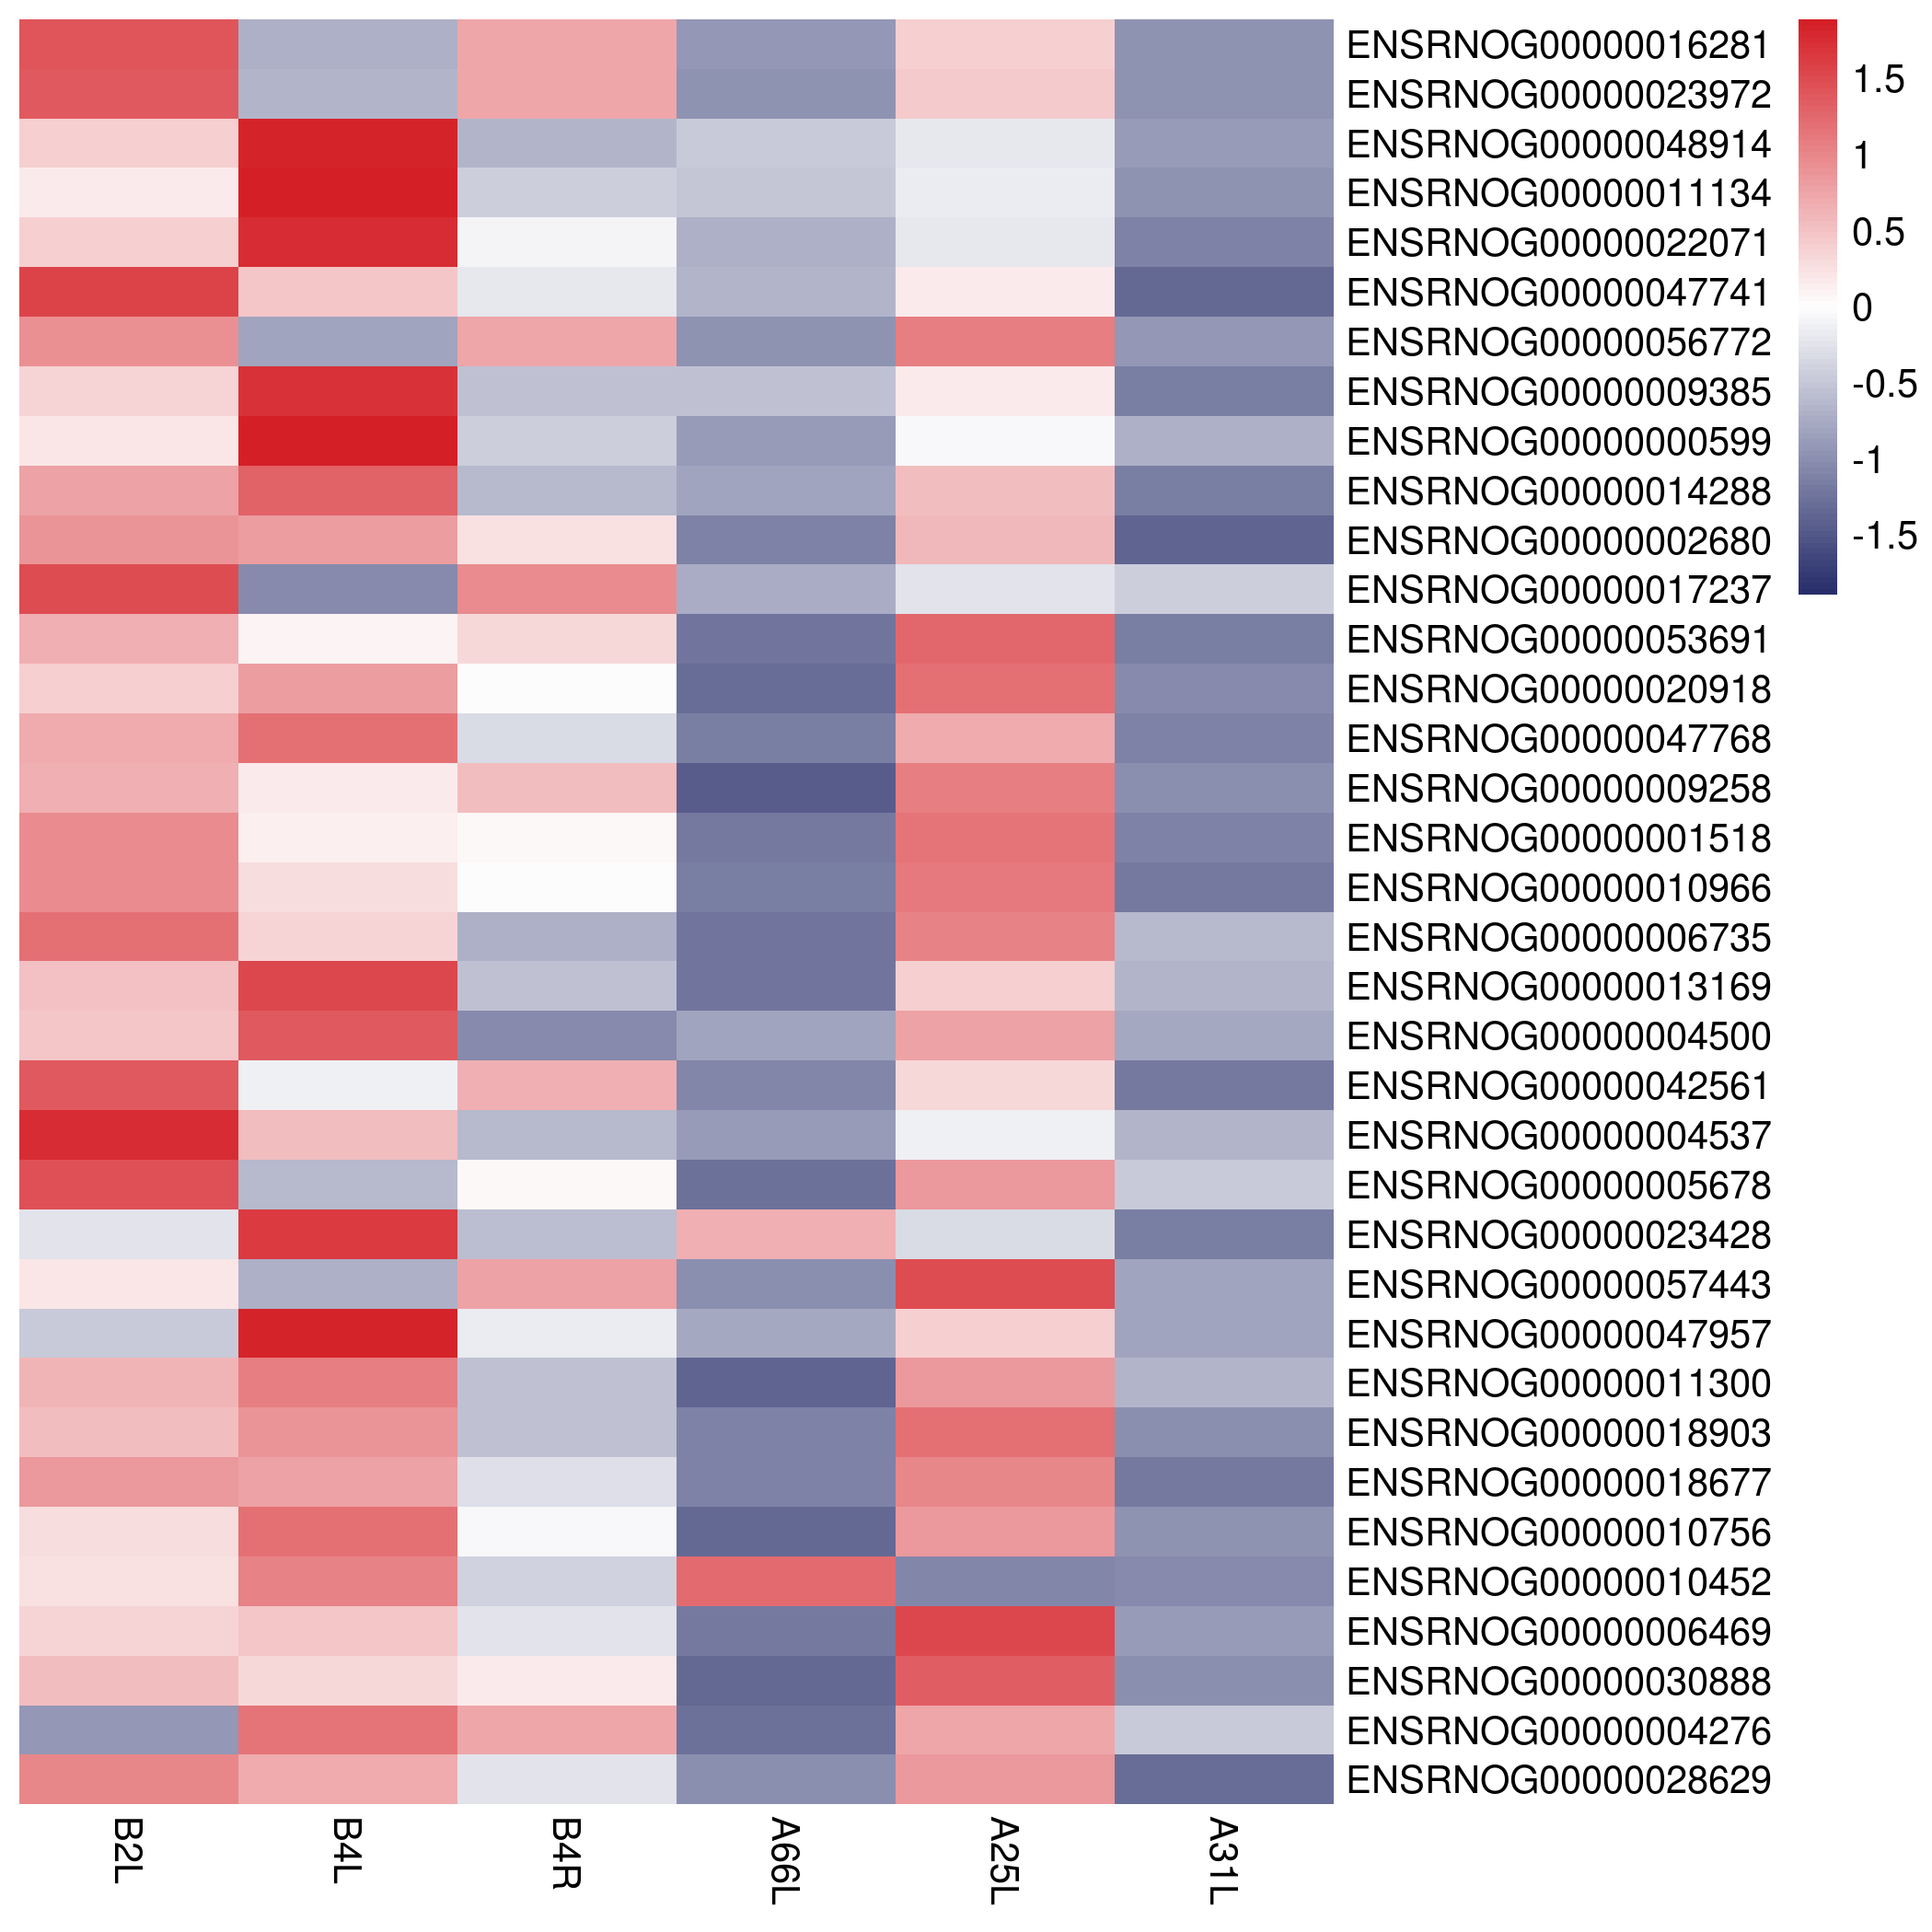 ENSRNOG00000016281
ENSRNOG00000023972
ENSRNOG00000048914
ENSRNOG00000011134
ENSRNOG00000022071
ENSRNOG00000047741
ENSRNOG00000056772
ENSRNOG00000009385
ENSRNOG00000000599
ENSRNOG00000014288
ENSRNOG00000002680
ENSRNOG00000017237
ENSRNOG00000053691
ENSRNOG00000020918
ENSRNOG00000047768
ENSRNOG00000009258
ENSRNOG00000001518
ENSRNOG00000010966
ENSRNOG00000006735
ENSRNOG00000013169
ENSRNOG00000004500
ENSRNOG00000042561
ENSRNOG00000004537
ENSRNOG00000005678
ENSRNOG00000023428
ENSRNOG00000057443
ENSRNOG00000047957
ENSRNOG00000011300
ENSRNOG00000018903
ENSRNOG00000018677
ENSRNOG00000010756
ENSRNOG00000010452
ENSRNOG00000006469
ENSRNOG00000030888
ENSRNOG00000004276
ENSRNOG00000028629
1.5
1
0.5
0
-0.5
-1
-1.5
B2L
B4L
B4R
A66L
A25L
A31L